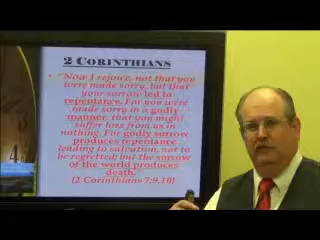 2 CORINTHIANS
• "Now I rejoice, not that you
were made sorry, but that
your sorrow led to
repentance. For you were
made sorry in a godly
manner, that you might
suffer loss from us in
nothing. For godly sorrow
produces repentance
leading to salvation, not to
be regretted; but the sorrow
of the world produces
death."
(2 Corinthians 7:9,10)